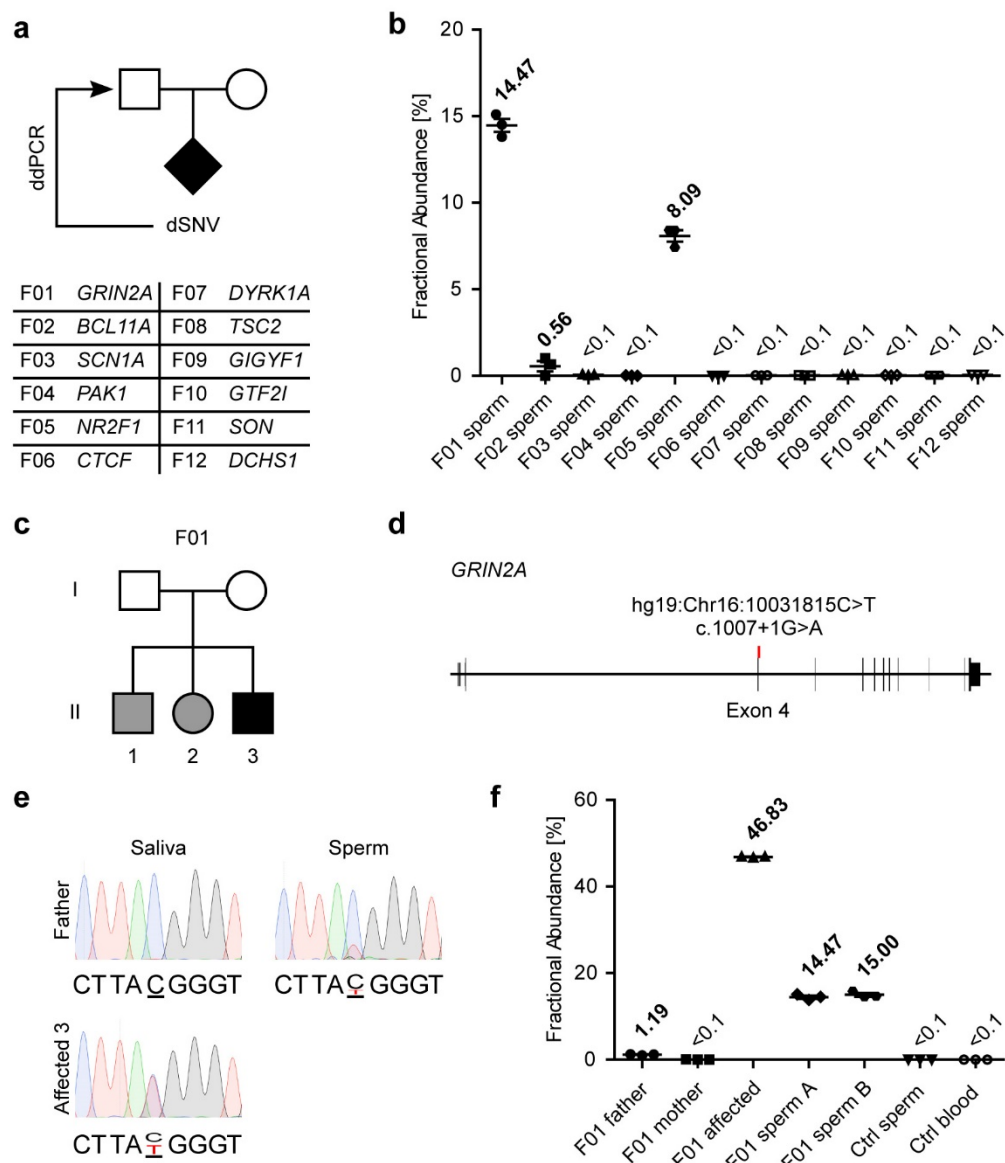 a
ddPCR
dSNV
F01 GRIN2A F07 DYRK1A
F02 BCL11A F08 TSC2
F03 SCN1A F09 GIGYF1
F04 PAK1 F10 GTF2I
F05 NR2F1 F11 SON
F06 CTCF F12 DCHS1
b
Fractional Abundance [%]
20
15
10
5
0
14.47
0.56
<0.1
<0.1
8.09
<0.1
<0.1
<0.1
<0.1
<0.1
<0.1
<0.1
F01 sperm
F02 sperm
F03 sperm
F04 sperm
F05 sperm
F06 sperm
F07 sperm
F08 sperm
F09 sperm
F10 sperm
F11 sperm
F12 sperm
c
F01
I
II
1 2 3
d
GRIN2A
hg19:Chr16:10031815C>T
c.1007+1G>A
Exon 4
e
Saliva Sperm
Father
CTTACGGGT
CTTACTGGGT
Affected 3
CTTACTGGGT
f
Fractional Abundance [%]
60
40
20
0
1.19
<0.1
46.83
14.47
15.00
<0.1
<0.1
F01 father
F01 mother
F01 affected
F01 sperm A
F01 sperm B
Ctrl sperm
Ctrl blood